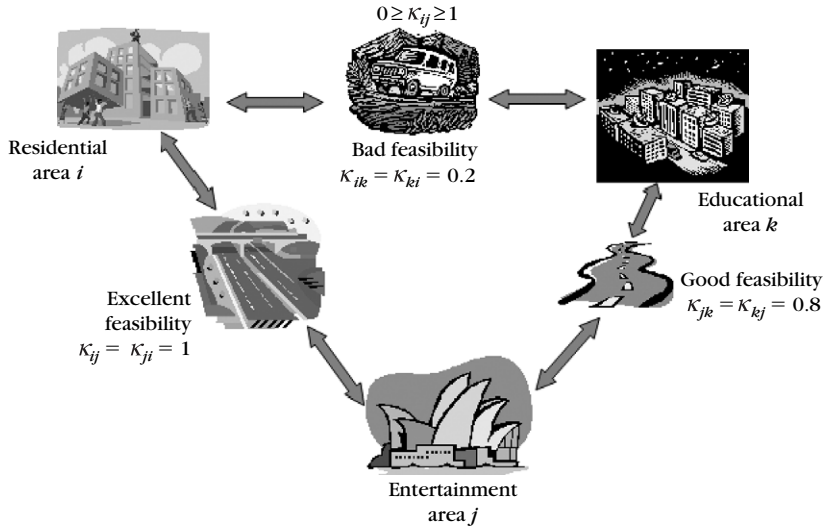 0 ≥ κij ≥ 1
Residential
area i
Bad feasibility
κik = κki = 0.2
Educational
area k
Excellent
feasibility
κij = κji = 1
Good feasibility
κjk = κkj = 0.8
Entertainment
area j